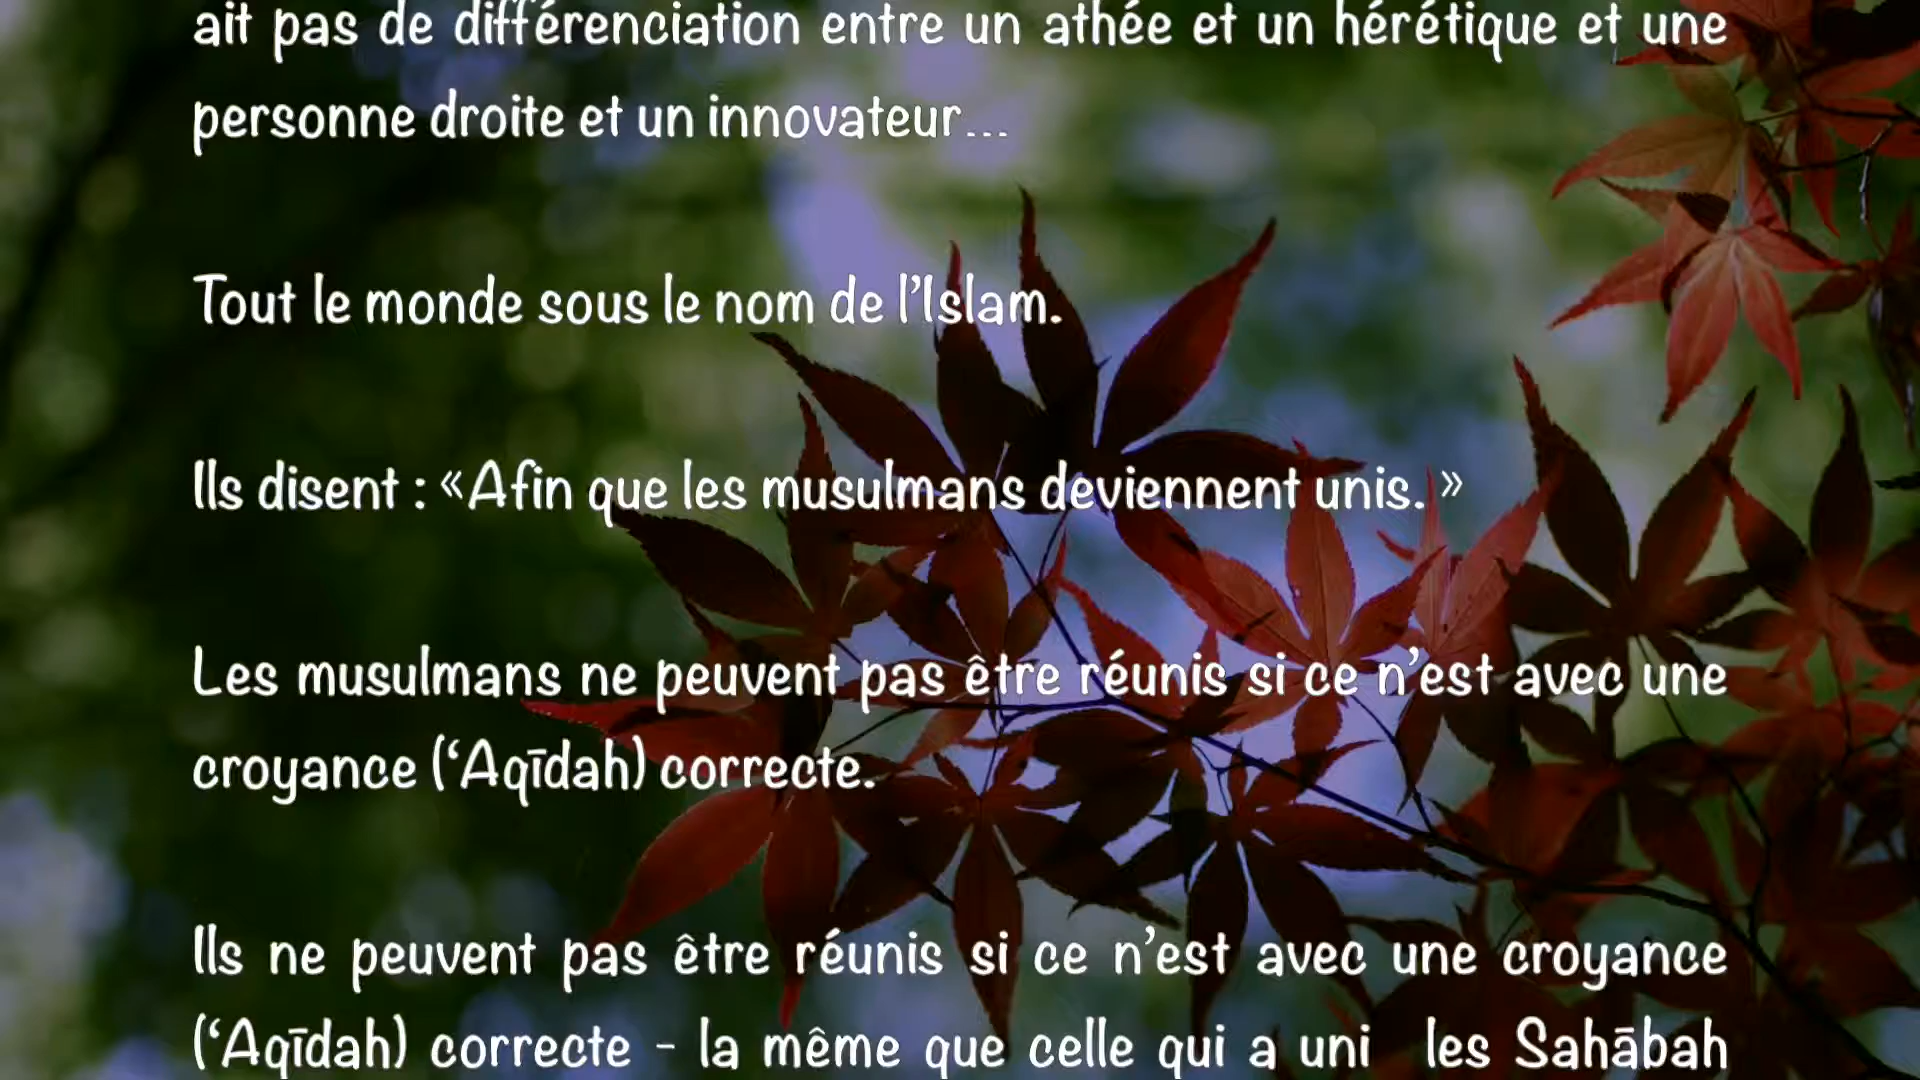 ait pas de différenciation entre un athée et un hérétique et une
personne droite et un innovateur...
Tout le monde sous le nom de l’Islam.
Ils disent : «Afin que les musulmans deviennent unis. »
Les musulmans ne peuvent pas être réunis si ce n’est avec une
croyance (‘Aqīdah) correcte.
Ils ne peuvent pas être réunis si ce n’est avec une croyance
(‘Aqīdah) correcte - la même que celle qui a uni les Sahābah